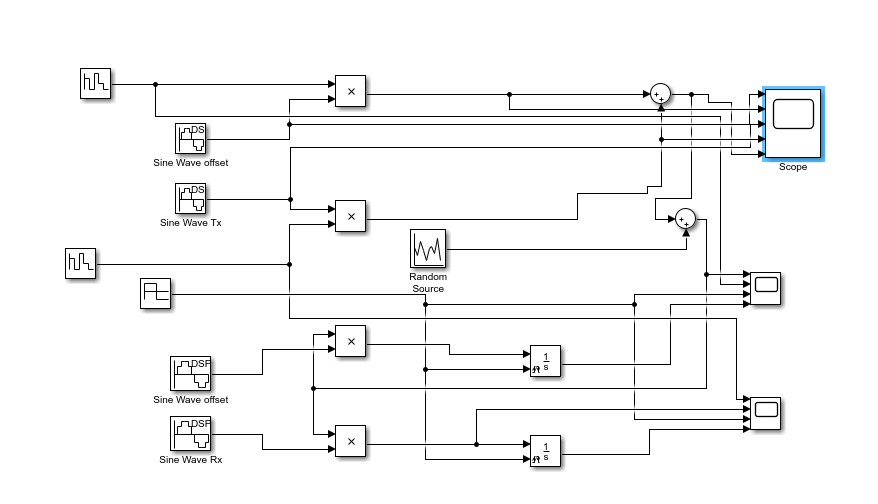 ×
+
+
DS
Sine Wave offset
Scope
DS
Sine Wave Tx
×
+
+
Random
Source
×
DSP
Sine Wave offset
1
s
DSP
Sine Wave Rx
×
1
s